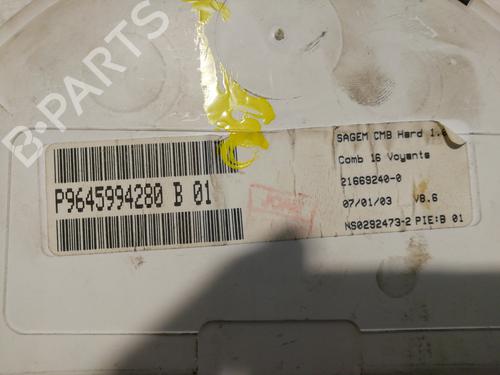 B-PARTS
P9645994280 B 01
SAGEM CMB Hard 1.6
Comb 16 Voyants
21669240-0
07/01/03 V8.6
NS0292473-2 PIE:B 01